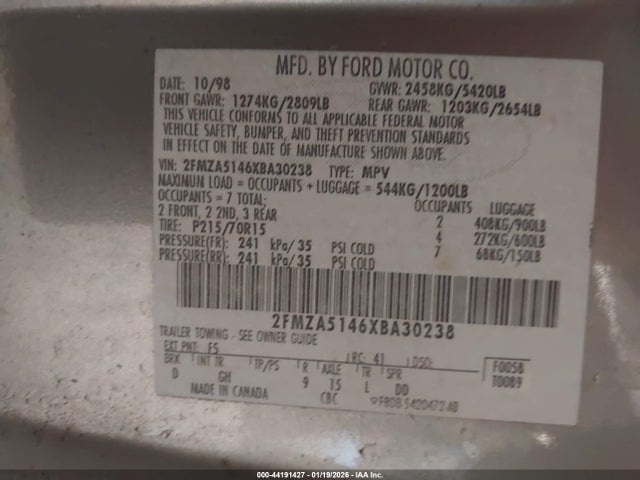 MFD. BY FORD MOTOR CO.
DATE: 10/98 GVWR: 2458KG/5420LB
FRONT GAWR: 1274KG/2809LB REAR GAWR: 1203KG/2654LB
THIS VEHICLE CONFORMS TO ALL APPLICABLE FEDERAL MOTOR
VEHICLE SAFETY, BUMPER, AND THEFT PREVENTION STANDARDS
IN EFFECT ON THE DATE OF MANUFACTURE SHOWN ABOVE.
VIN: 2FMZA5146XBA30238 TYPE: MPV
MAXIMUM LOAD = OCCUPANTS + LUGGAGE = 544KG/1200LB
OCCUPANTS = 7 TOTAL; OCCUPANTS LUGGAGE
2 FRONT, 2 2ND, 3 REAR 2 408KG/900LB
TIRE: P215/70R15 4 272KG/600LB
PRESSURE(FR): 241 kPa/35 PSI COLD 7 68KG/150LB
PRESSURE(RR): 241 kPa/35 PSI COLD
2FMZA5146XBA30238
TRAILER TOWING - SEE OWNER GUIDE
EXT PNT: FS RC: 41 DSO: F0058
BRK INT TR TP/PS R AXLE TR SPR T0089
D GH 9 15 L DD
MADE IN CANADA CBC
000-44191427 - 01/19/2026 - IAA Inc.